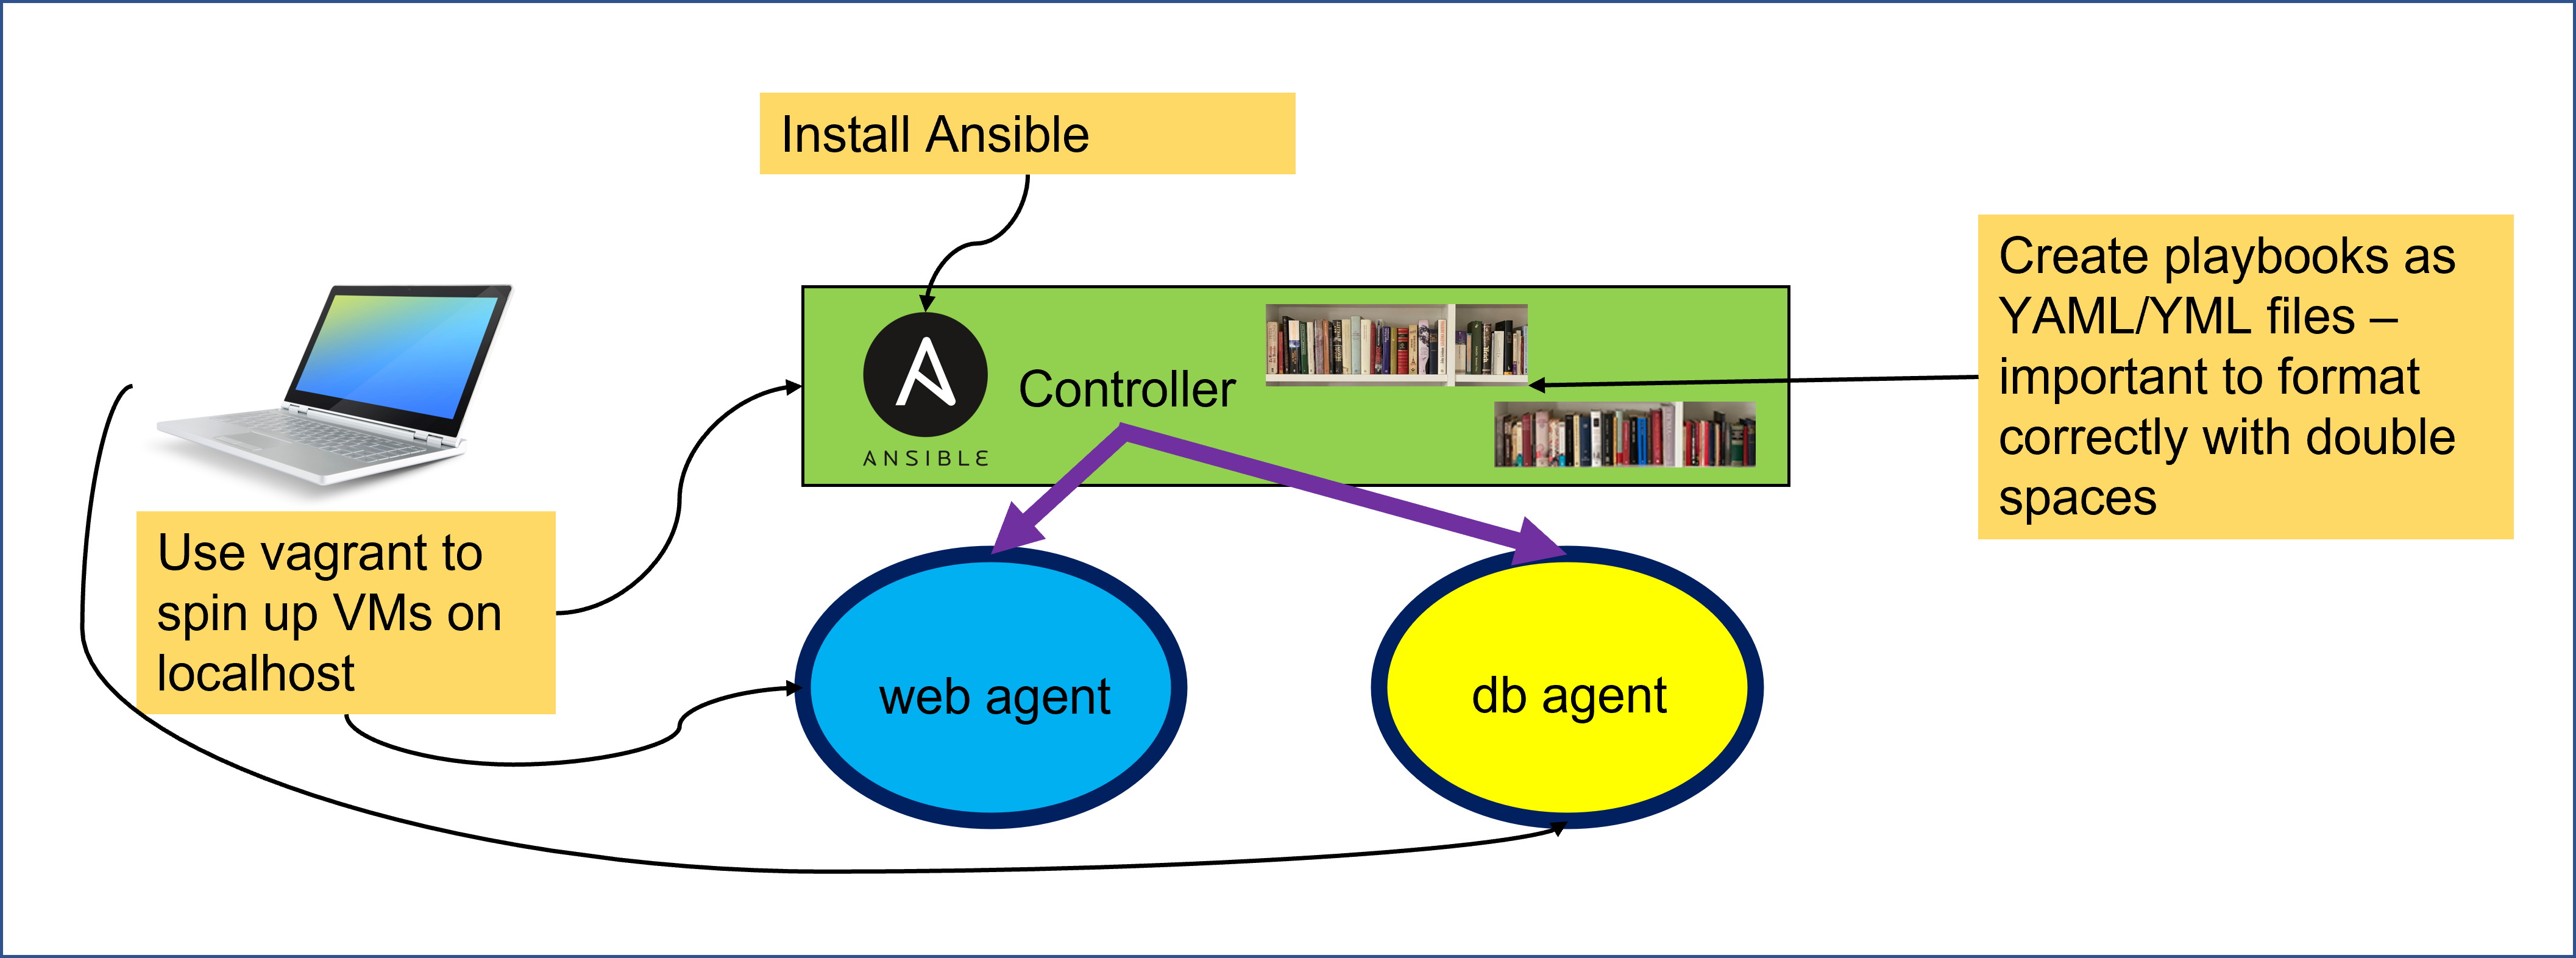 Install Ansible
Create playbooks as
YAML/YML files –
important to format
correctly with double
spaces
Controller
ANSIBLE
Use vagrant to
spin up VMs on
localhost
web agent
db agent